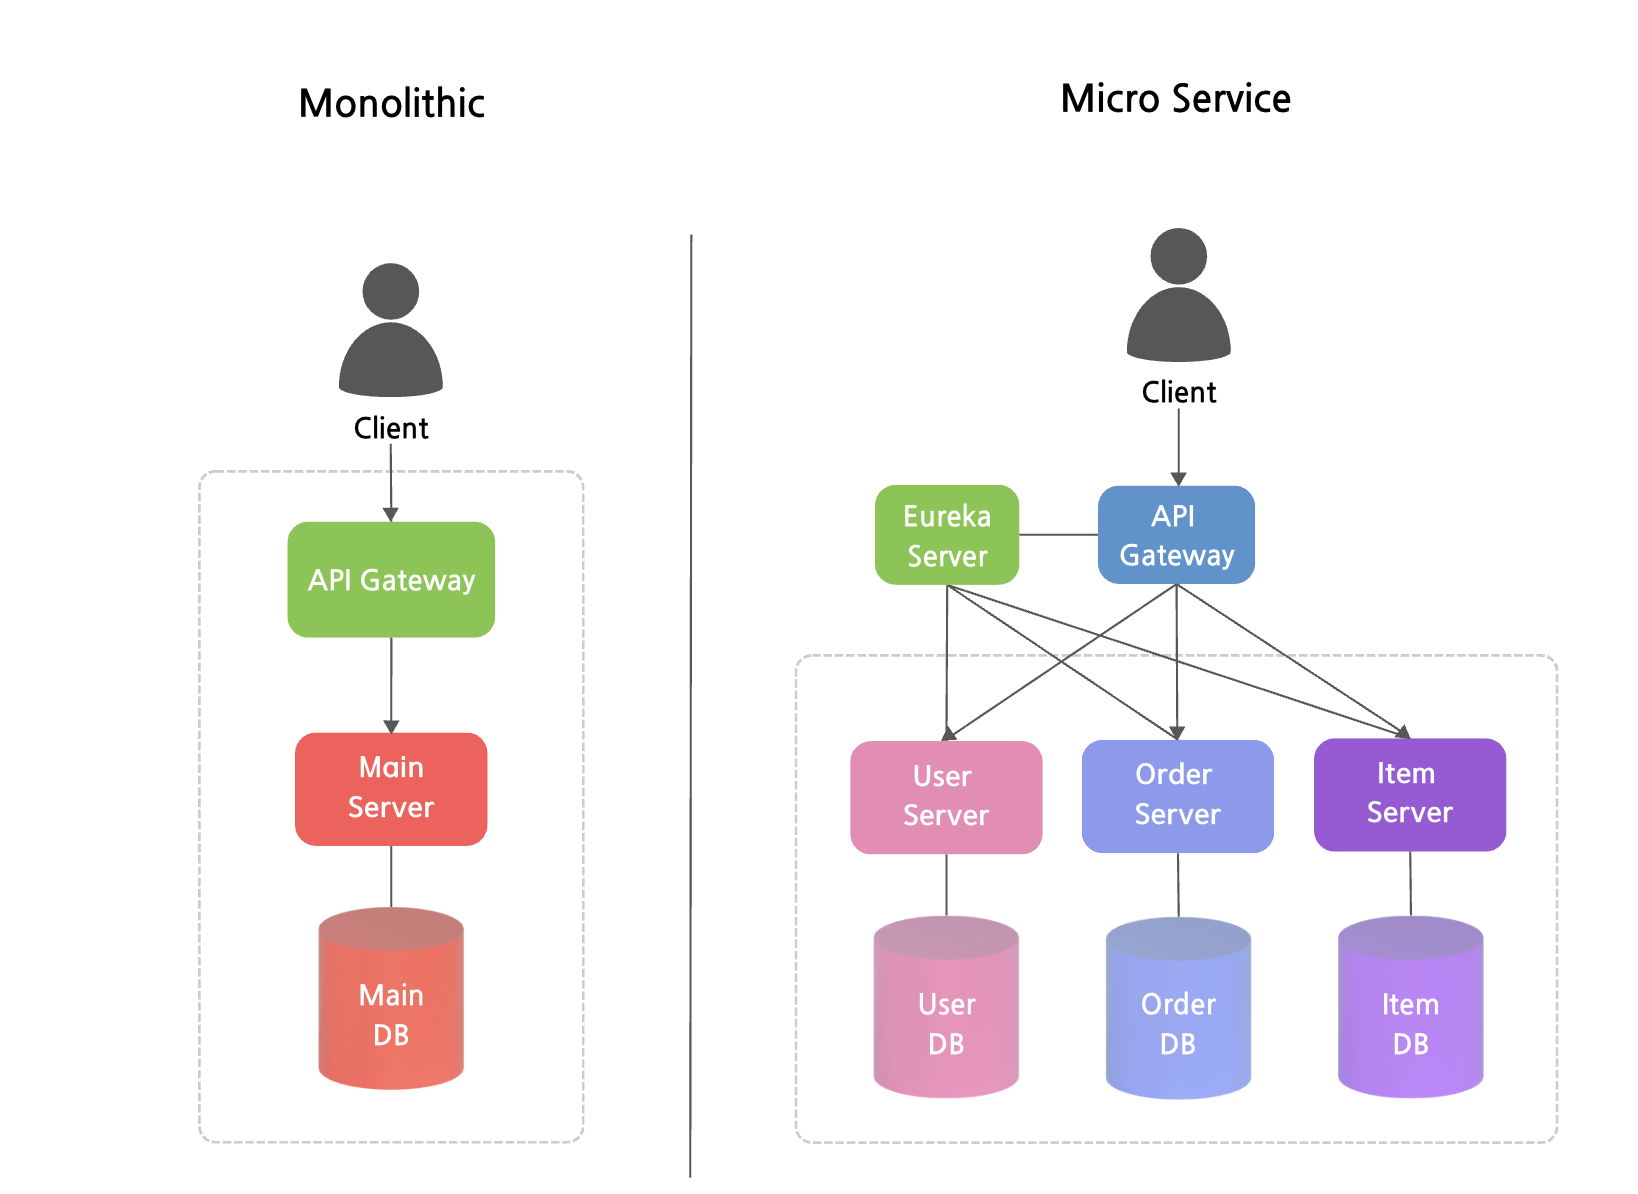 Monolithic
Client
API Gateway
Main
Server
Main
DB
Micro Service
Client
Eureka
Server
API
Gateway
User
Server
Order
Server
Item
Server
User
DB
Order
DB
Item
DB